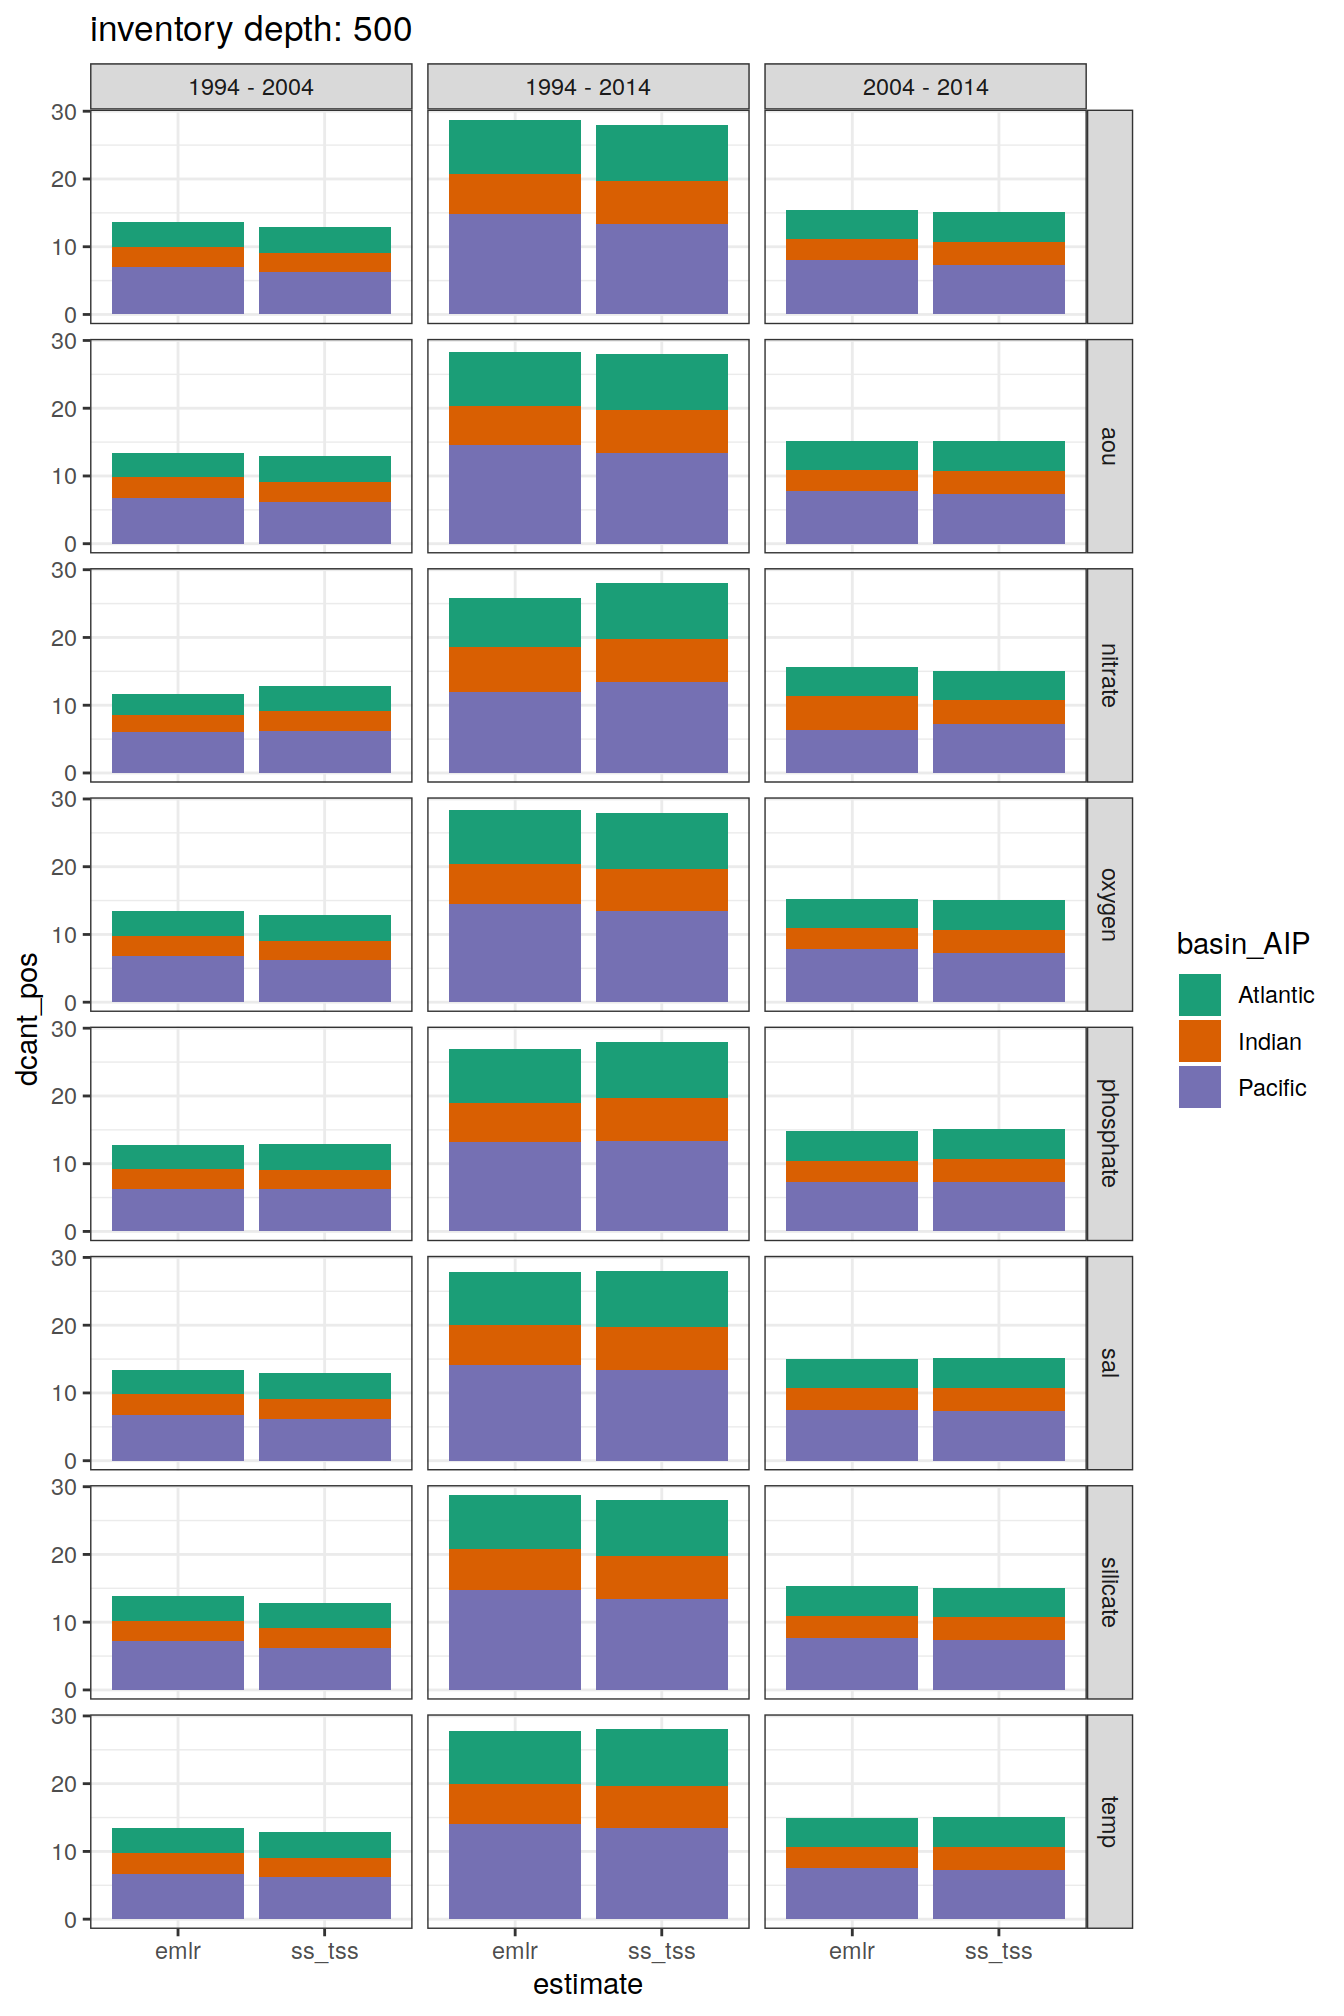 inventory depth: 500
1994 - 2004
1994 - 2014
2004 - 2014
30
20
10
0
30
20
10
0
aou
30
20
10
0
nitrate
30
20
10
0
oxygen
30
20
10
0
phosphate
30
20
10
0
sal
30
20
10
0
silicate
30
20
10
0
temp
dcant_pos
emlr
ss_tss
emlr
ss_tss
emlr
ss_tss
estimate
basin_AIP
Atlantic
Indian
Pacific